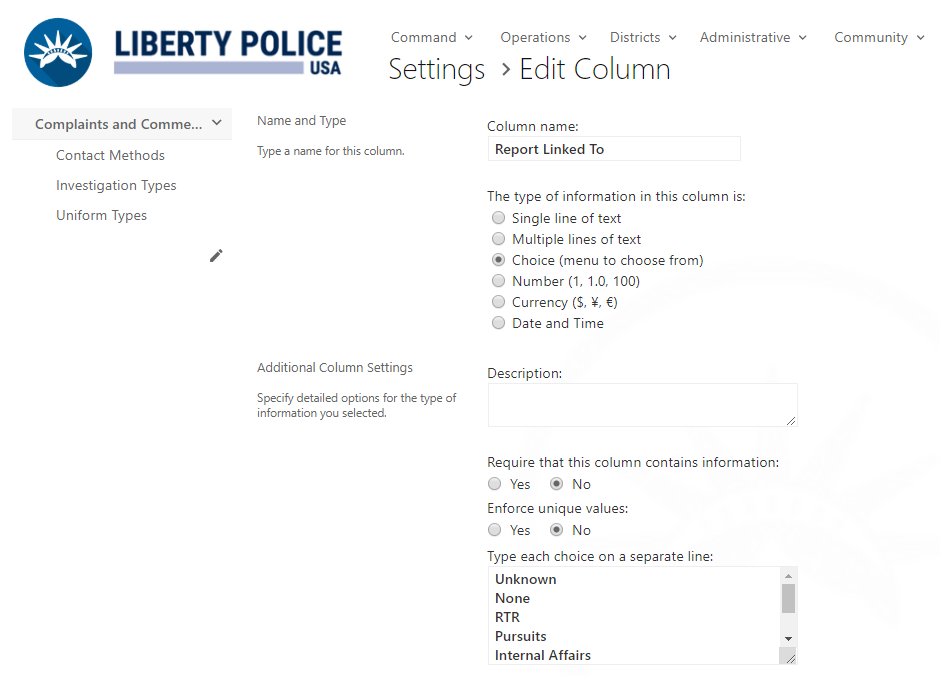 LIBERTY POLICE
USA
Command Operations Districts Administrative Community
Settings > Edit Column
Complaints and Comme...
Contact Methods
Investigation Types
Uniform Types
Name and Type
Type a name for this column.
Column name:
Report Linked To
The type of information in this column is:
Single line of text
Multiple lines of text
Choice (menu to choose from)
Number (1, 1.0, 100)
Currency ($, ¥, €)
Date and Time
Additional Column Settings
Specify detailed options for the type of
information you selected.
Description:
Require that this column contains information:
Yes No
Enforce unique values:
Yes No
Type each choice on a separate line:
Unknown
None
RTR
Pursuits
Internal Affairs